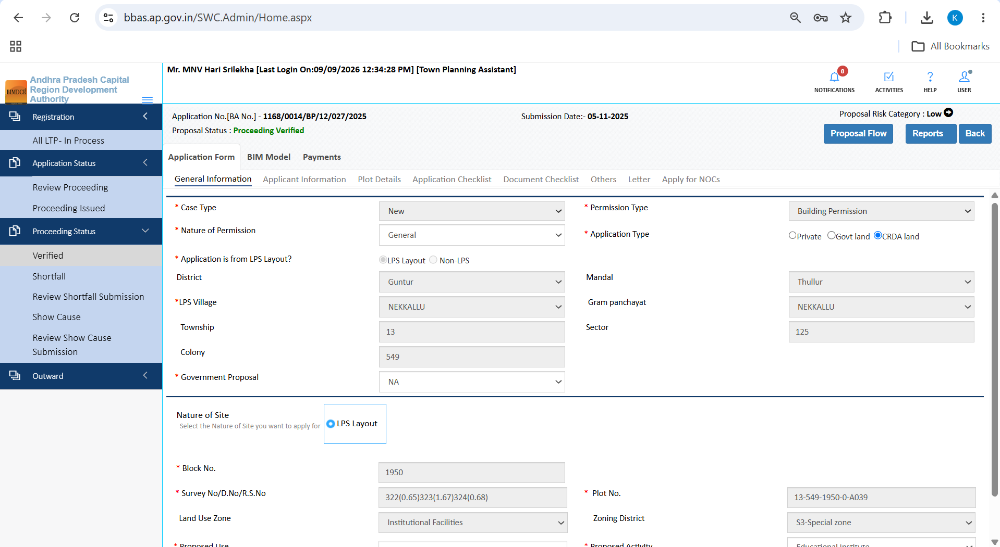 bbas.ap.gov.in/SWC.Admin/Home.aspx
K
All Bookmarks
BIMDCR
Andhra Pradesh Capital
Region Development
Authority
Mr. MNV Hari Srilekha [Last Login On:09/09/2026 12:34:28 PM] [Town Planning Assistant]
0
NOTIFICATIONS
ACTIVITIES
HELP
USER
Registration
All LTP- In Process
Application Status
Review Proceeding
Proceeding Issued
Proceeding Status
Verified
Shortfall
Review Shortfall Submission
Show Cause
Review Show Cause
Submission
Outward
Application No.[BA No.] - 1168/0014/BP/12/027/2025
Submission Date:- 05-11-2025
Proposal Risk Category : Low
Proposal Status : Proceeding Verified
Proposal Flow
Reports
Back
Application Form
BIM Model
Payments
General Information
Applicant Information
Plot Details
Application Checklist
Document Checklist
Others
Letter
Apply for NOCs
* Case Type
New
* Permission Type
Building Permission
* Nature of Permission
General
* Application Type
Private Govt land CRDA land
* Application is from LPS Layout?
LPS Layout Non-LPS
District
Guntur
Mandal
Thullur
*LPS Village
NEKKALLU
Gram panchayat
NEKKALLU
Township
13
Sector
125
Colony
549
* Government Proposal
NA
Nature of Site
Select the Nature of Site you want to apply for
LPS Layout
* Block No.
1950
* Survey No/D.No/R.S.No
322(0.65)323(1.67)324(0.68)
* Plot No.
13-549-1950-0-A039
Land Use Zone
Institutional Facilities
Zoning District
S3-Special zone
* Proposed Use
* Proposed Activity
Educational Institute